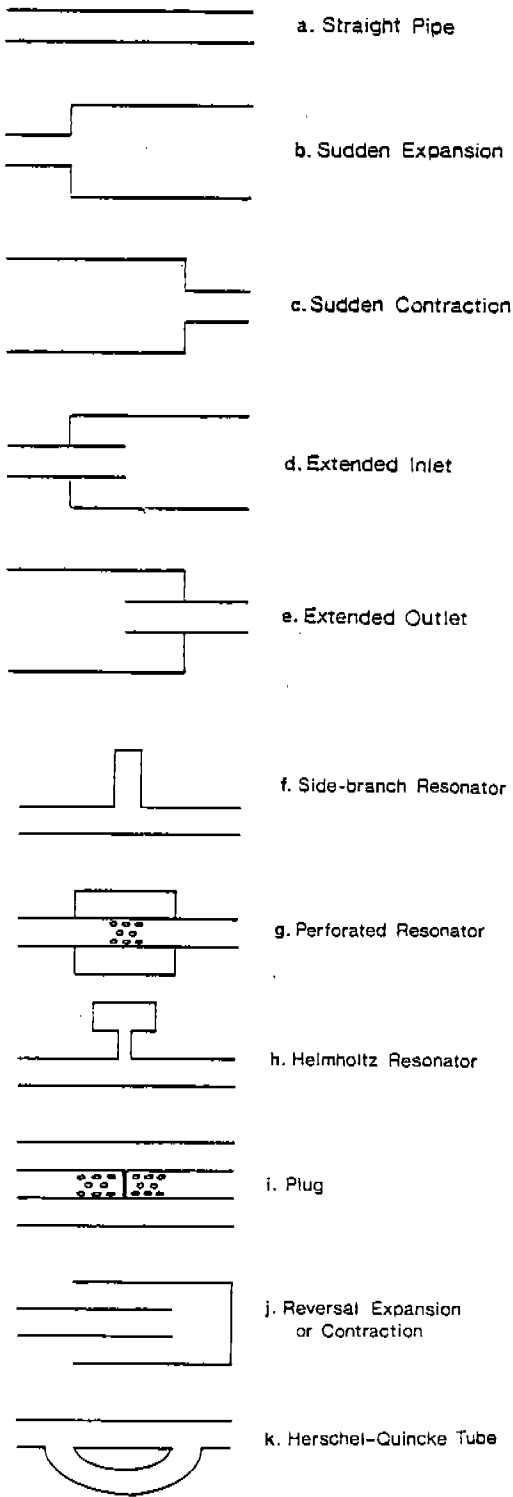 a. Straight Pipe
b. Sudden Expansion
c. Sudden Contraction
d. Extended Inlet
e. Extended Outlet
f. Side-branch Resonator
g. Perforated Resonator
h. Helmholtz Resonator
i. Plug
j. Reversal Expansion
or Contraction
k. Herschel-Quincke Tube